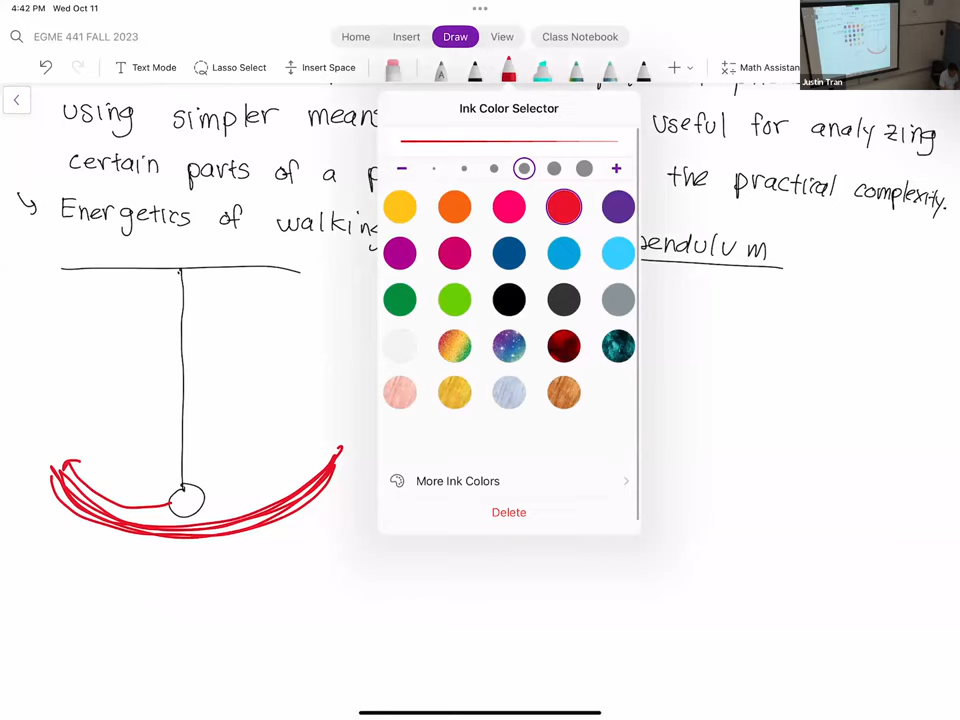 4:42 PM Wed Oct 11
EGME 441 FALL 2023
Home Insert Draw View Class Notebook
Text Mode Lasso Select Insert Space Math Assistan
Justin Tran
Ink Color Selector
using simpler means useful for analyzing
certain parts of a the practical complexity.
Energetics of walking
More Ink Colors
Delete